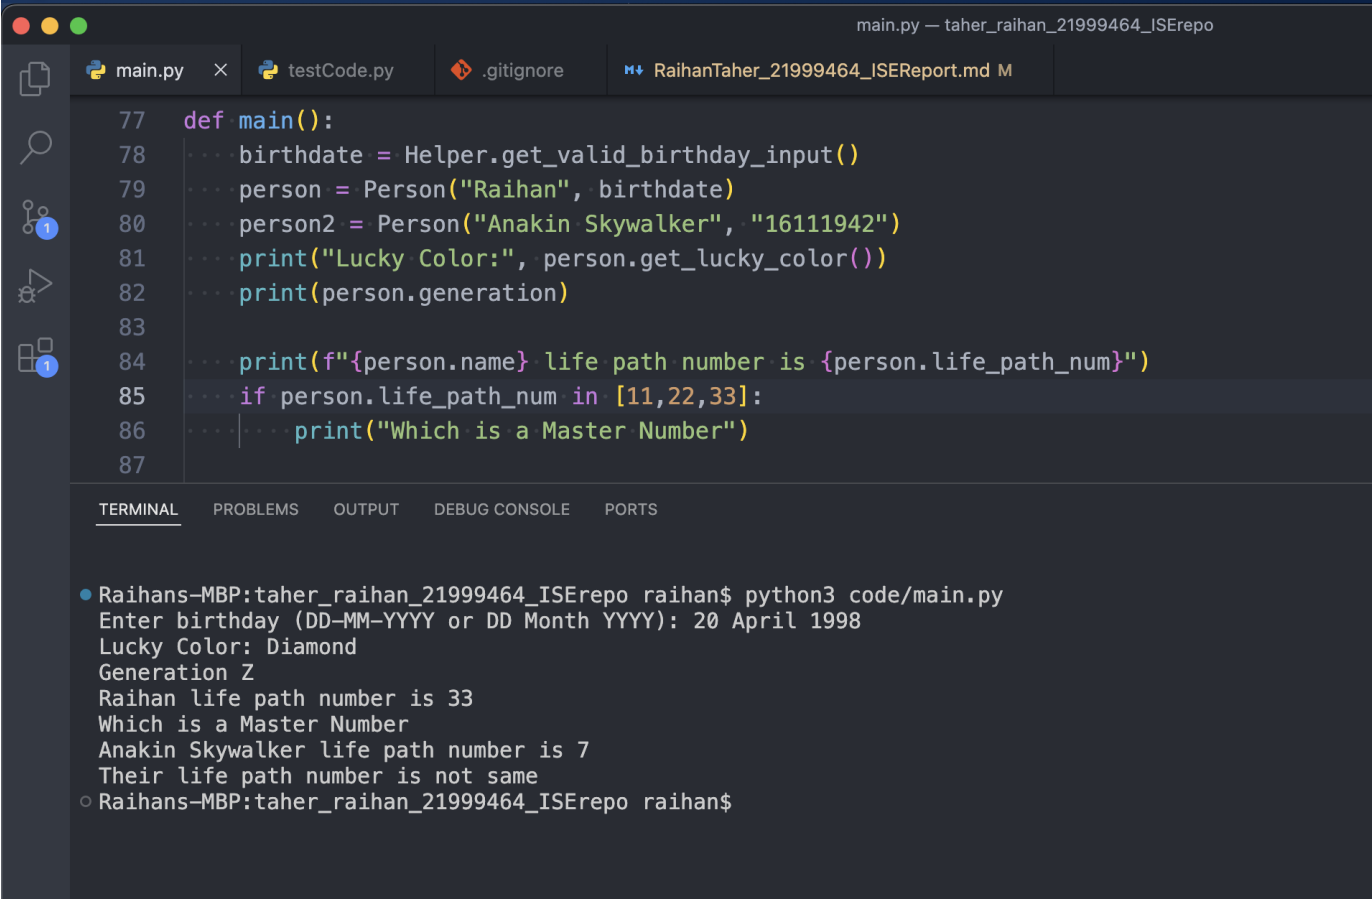 main.py — taher_raihan_21999464_ISErepo
main.py
testCode.py
.gitignore
RaihanTaher_21999464_ISEReport.md M
77 def main():
78 birthdate = Helper.get_valid_birthday_input()
79 person = Person("Raihan", birthdate)
80 person2 = Person("Anakin Skywalker", "16111942")
81 print("Lucky Color:", person.get_lucky_color())
82 print(person.generation)
83
84 print(f"{person.name} life path number is {person.life_path_num}")
85 if person.life_path_num in [11,22,33]:
86 print("Which is a Master Number")
87
1
1
TERMINAL PROBLEMS OUTPUT DEBUG CONSOLE PORTS
Raihans-MBP:taher_raihan_21999464_ISErepo raihan$ python3 code/main.py
Enter birthday (DD-MM-YYYY or DD Month YYYY): 20 April 1998
Lucky Color: Diamond
Generation Z
Raihan life path number is 33
Which is a Master Number
Anakin Skywalker life path number is 7
Their life path number is not same
Raihans-MBP:taher_raihan_21999464_ISErepo raihan$